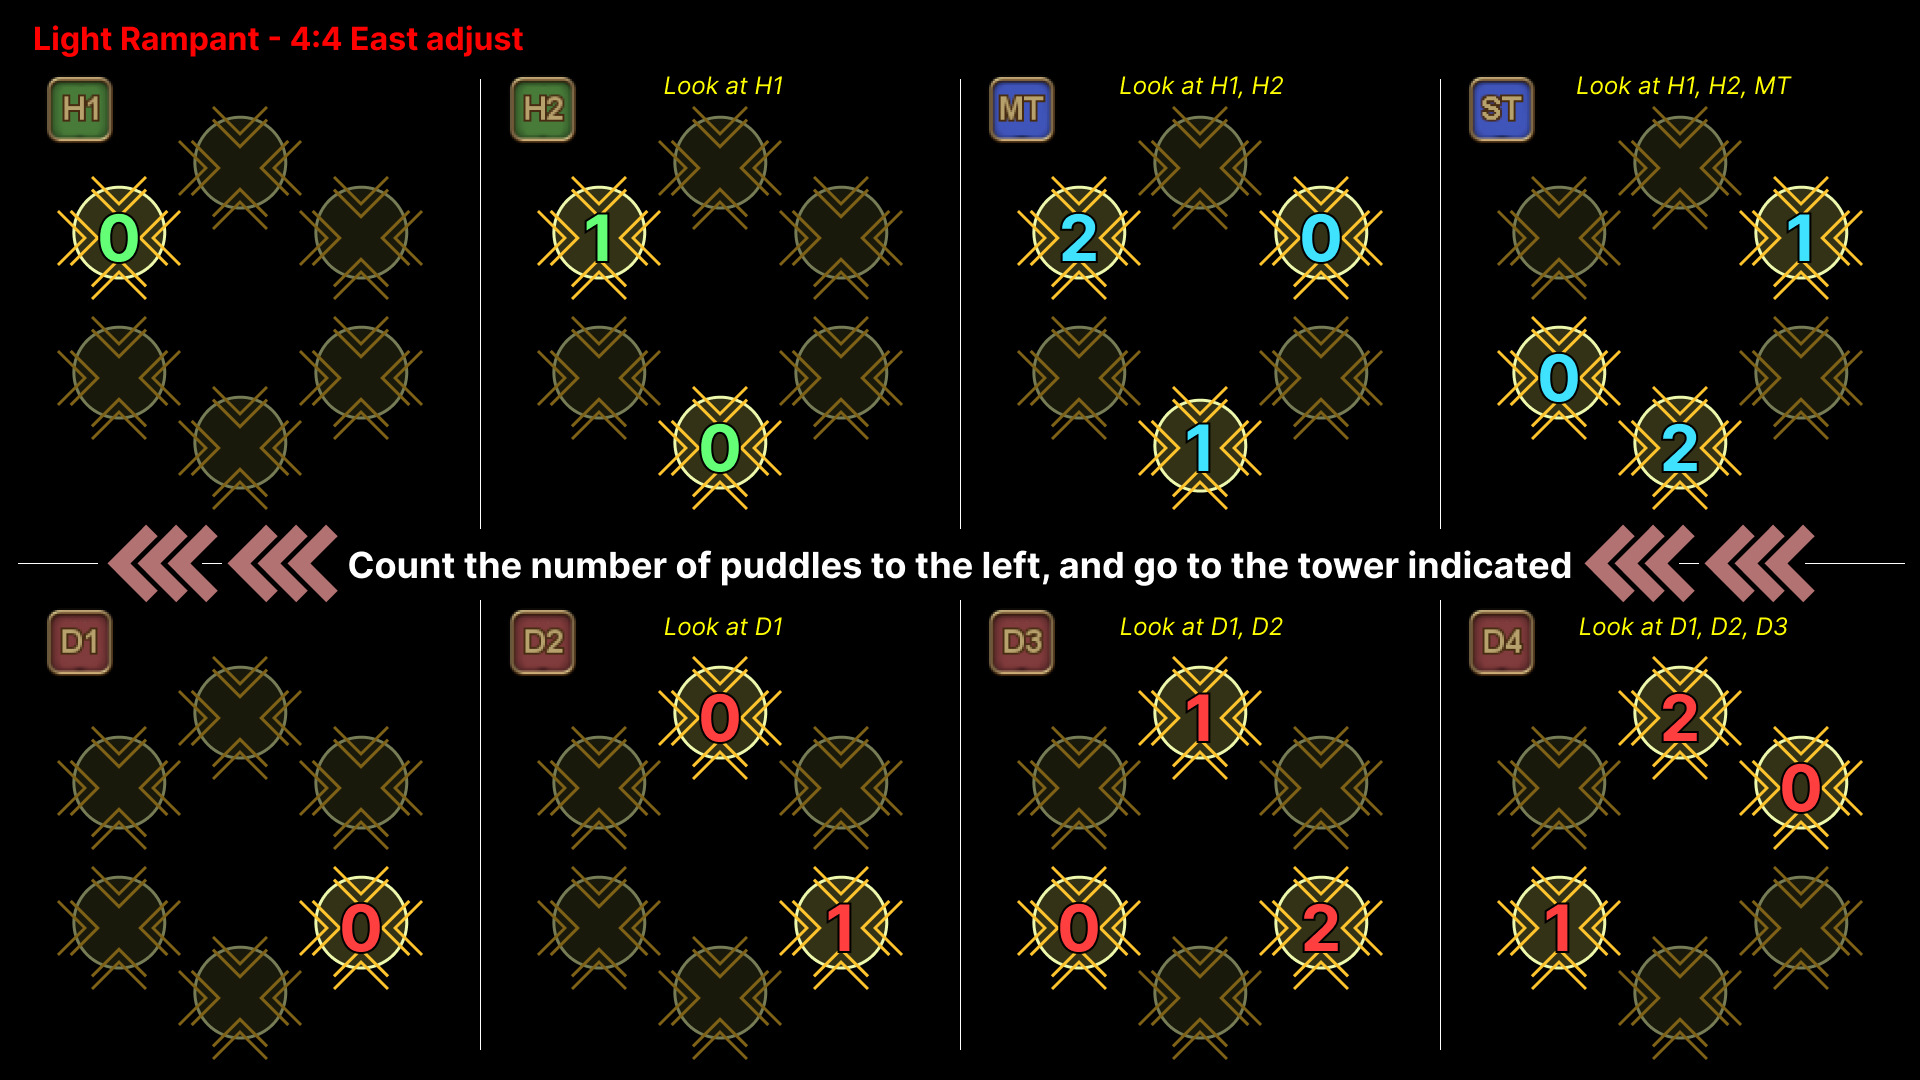 Light Rampant - 4:4 East adjust
H1
0
H2
Look at H1
1
0
MT
Look at H1, H2
2
0
1
ST
Look at H1, H2, MT
1
0
2
Count the number of puddles to the left, and go to the tower indicated
D1
0
D2
Look at D1
0
1
D3
Look at D1, D2
1
0
2
D4
Look at D1, D2, D3
2
0
1